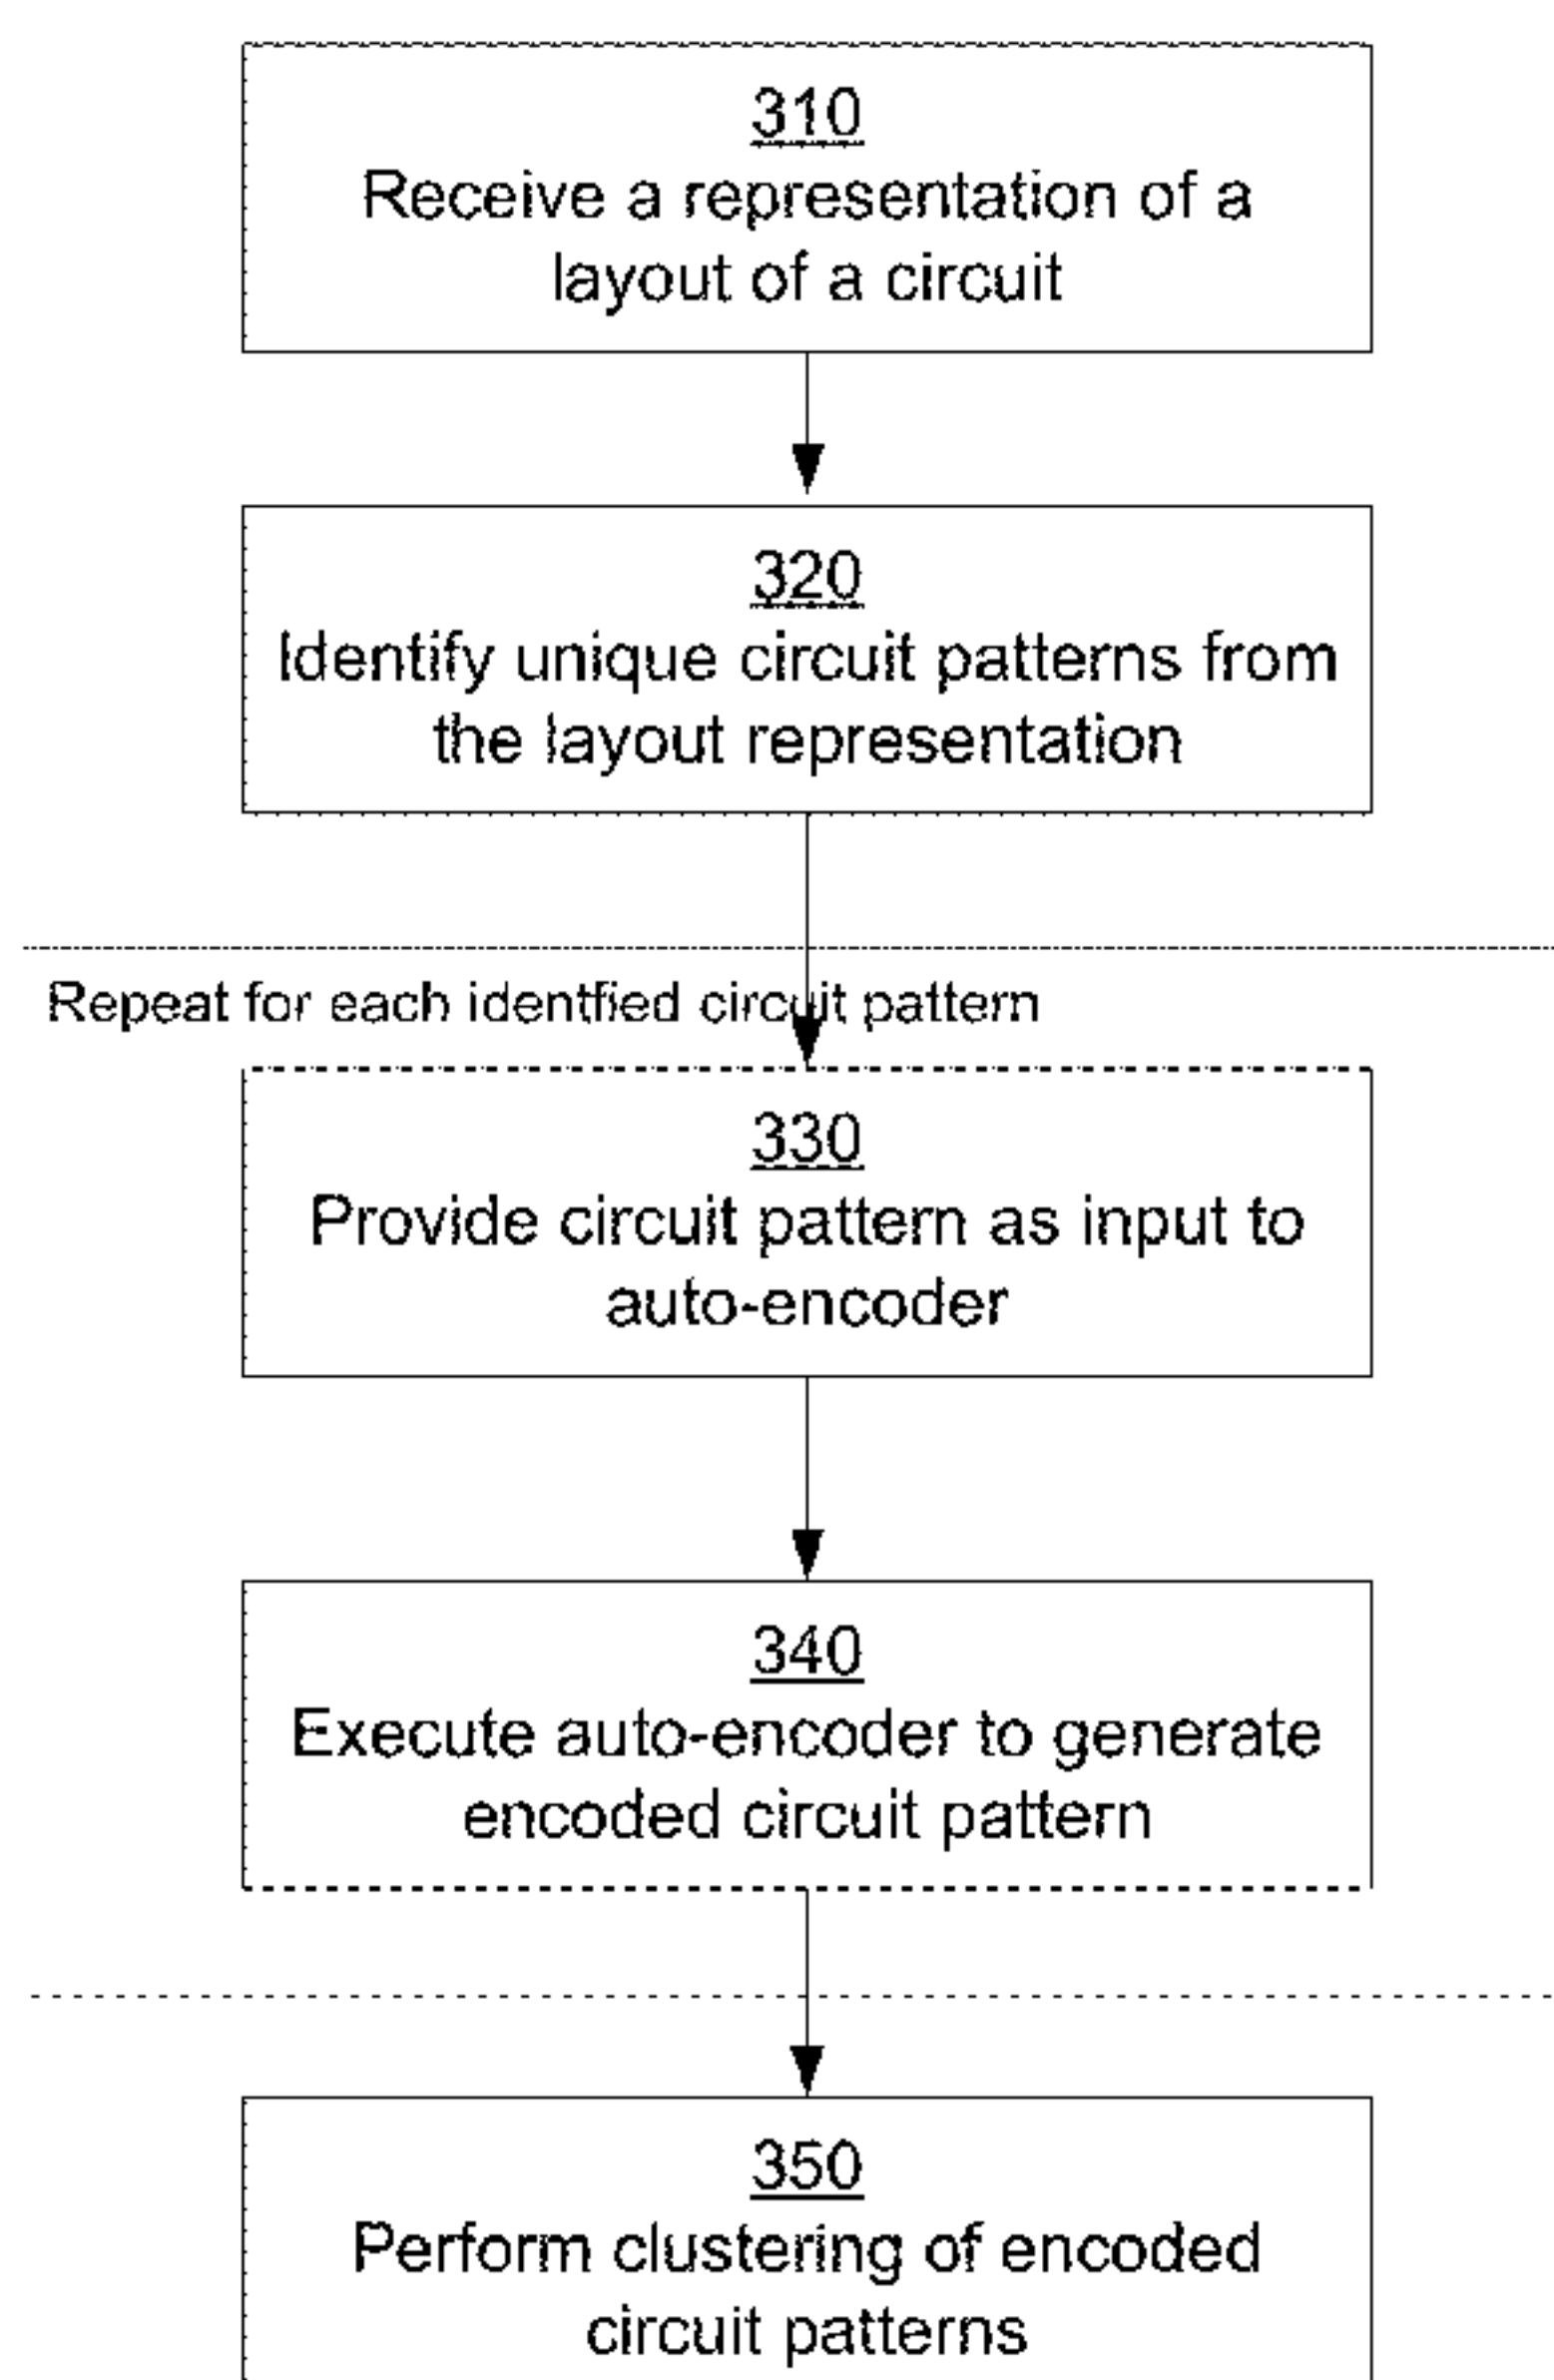 310
Receive a representation of a
layout of a circuit
320
Identify unique circuit patterns from
the layout representation
Repeat for each identfied circuit pattern
330
Provide circuit pattern as input to
auto-encoder
340
Execute auto-encoder to generate
encoded circuit pattern
350
Perform clustering of encoded
circuit patterns